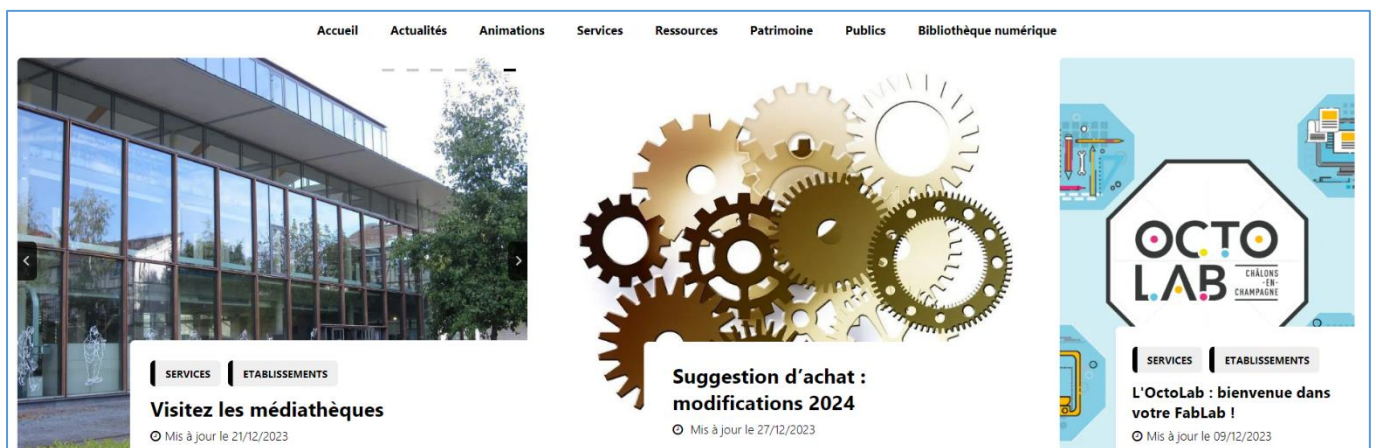 Accueil Actualités Animations Services Ressources Patrimoine Publics Bibliothèque numérique
SERVICES ETABLISSEMENTS
Visitez les médiathèques
Mis à jour le 21/12/2023
Suggestion d'achat :
modifications 2024
Mis à jour le 27/12/2023
OCTO
LAB
CHÂLONS
-EN-
CHAMPAGNE
SERVICES ETABLISSEMENTS
L'OctoLab : bienvenue dans
votre FabLab !
Mis à jour le 09/12/2023